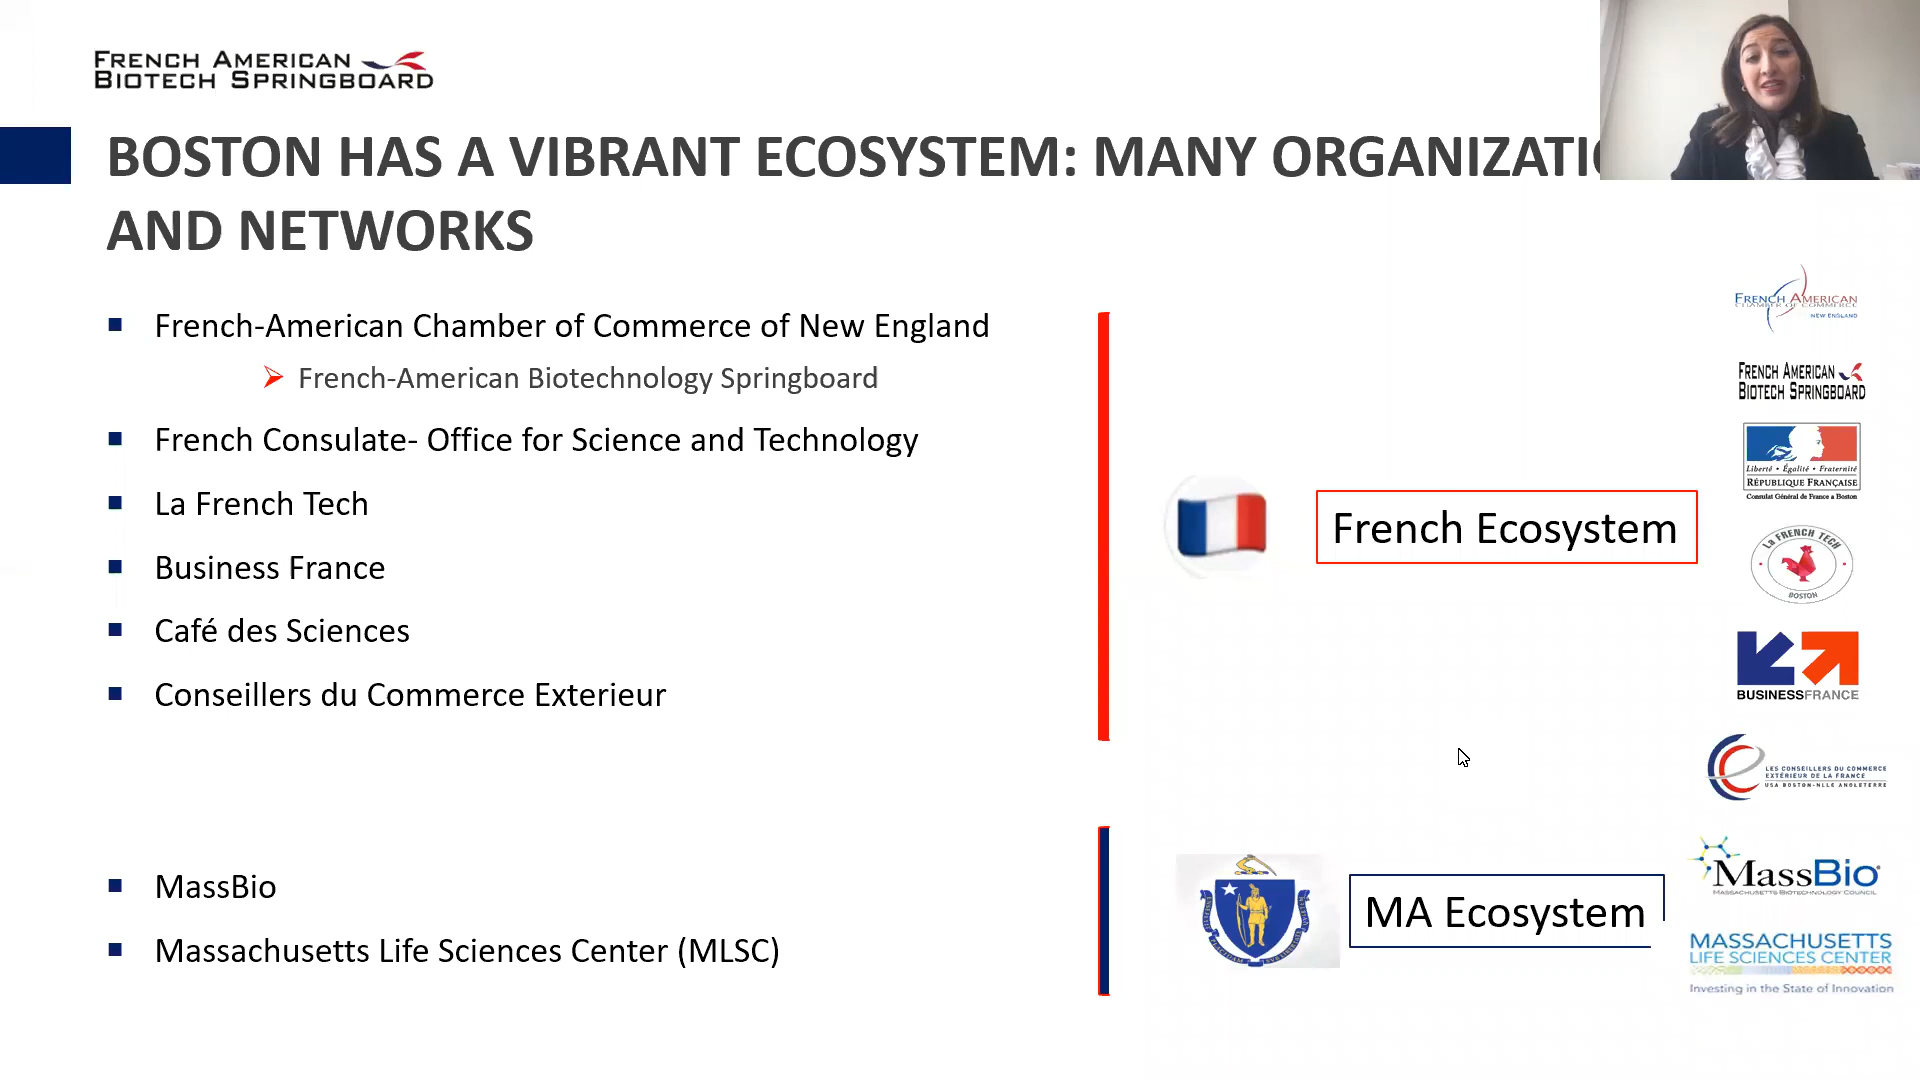 FRENCH AMERICAN
BIOTECH SPRINGBOARD
BOSTON HAS A VIBRANT ECOSYSTEM: MANY ORGANIZATI
AND NETWORKS
French-American Chamber of Commerce of New England
French-American Biotechnology Springboard
French Consulate- Office for Science and Technology
La French Tech
Business France
Café des Sciences
Conseillers du Commerce Exterieur
MassBio
Massachusetts Life Sciences Center (MLSC)
French Ecosystem
MA Ecosystem
FRENCH AMERICAN
CHAMBER OF COMMERCE
NEW ENGLAND
FRENCH AMERICAN
BIOTECH SPRINGBOARD
Liberté • Égalité • Fraternité
RÉPUBLIQUE FRANÇAISE
Consulat Général de France à Boston
LA FRENCH TECH
BOSTON
BUSINESSFRANCE
LES CONSEILLERS DU COMMERCE
EXTÉRIEUR DE LA FRANCE
USA BOSTON-NLLE ANGLETERRE
MassBio
MASSACHUSETTS BIOTECHNOLOGY COUNCIL
MASSACHUSETTS
LIFE SCIENCES CENTER
Investing in the State of Innovation